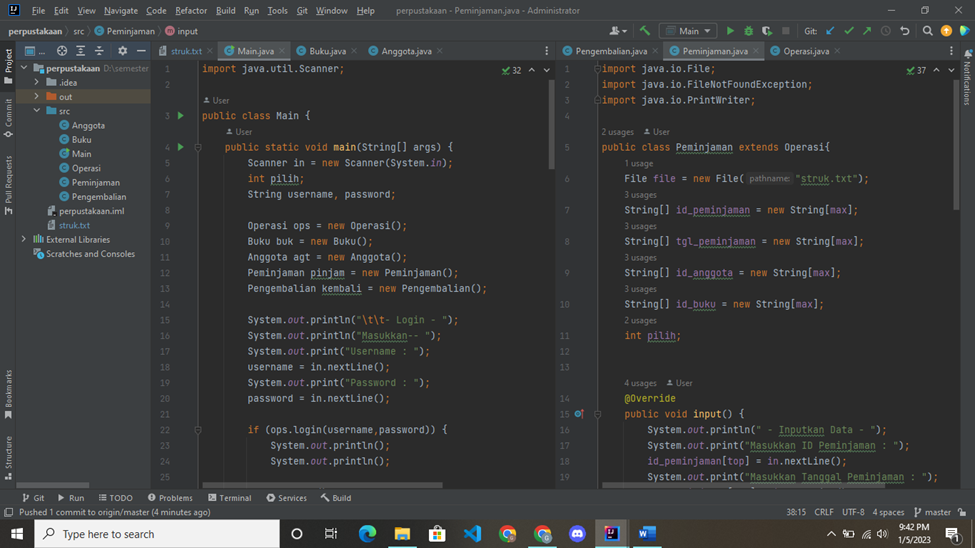 File Edit View Navigate Code Refactor Build Run Tools Git Window Help perpustakaan - Peminjaman.java - Administrator
perpustakaan src Peminjaman input Main Git:
struk.txt Main.java Buku.java Anggota.java Pengembalian.java Peminjaman.java Operasi.java
Project
Commit
Pull Requests
Bookmarks
Structure
Notifications
perpustakaan D:\semester
.idea
out
src
Anggota
Buku
Main
Operasi
Peminjaman
Pengembalian
perpustakaan.iml
struk.txt
External Libraries
Scratches and Consoles
32
1 import java.util.Scanner;
2
User
3 public class Main {
User
4 public static void main(String[] args) {
5 Scanner in = new Scanner(System.in);
6 int pilih;
7 String username, password;
8
9 Operasi ops = new Operasi();
10 Buku buk = new Buku();
11 Anggota agt = new Anggota();
12 Peminjaman pinjam = new Peminjaman();
13 Pengembalian kembali = new Pengembalian();
14
15 System.out.println("\t\t- Login - ");
16 System.out.println("Masukkan-- ");
17 System.out.print("Username : ");
18 username = in.nextLine();
19 System.out.print("Password : ");
20 password = in.nextLine();
21
22 if (ops.login(username,password)) {
23 System.out.println();
24 System.out.println();
25
37
1 import java.io.File;
2 import java.io.FileNotFoundException;
3 import java.io.PrintWriter;
4
2 usages User
5 public class Peminjaman extends Operasi{
1 usage
6 File file = new File( pathname: "struk.txt");
3 usages
7 String[] id_peminjaman = new String[max];
3 usages
8 String[] tgl_peminjaman = new String[max];
3 usages
9 String[] id_anggota = new String[max];
3 usages
10 String[] id_buku = new String[max];
2 usages
11 int pilih;
12
13
4 usages User
14 @Override
15 public void input() {
16 System.out.println(" - Inputkan Data - ");
17 System.out.print("Masukkan ID Peminjaman : ");
18 id_peminjaman[top] = in.nextLine();
19 System.out.print("Masukkan Tanggal Peminjaman : ");
Git Run TODO Problems Terminal Services Build
Pushed 1 commit to origin/master (4 minutes ago) 38:15 CRLF UTF-8 4 spaces master
Type here to search
9:42 PM
1/5/2023
1